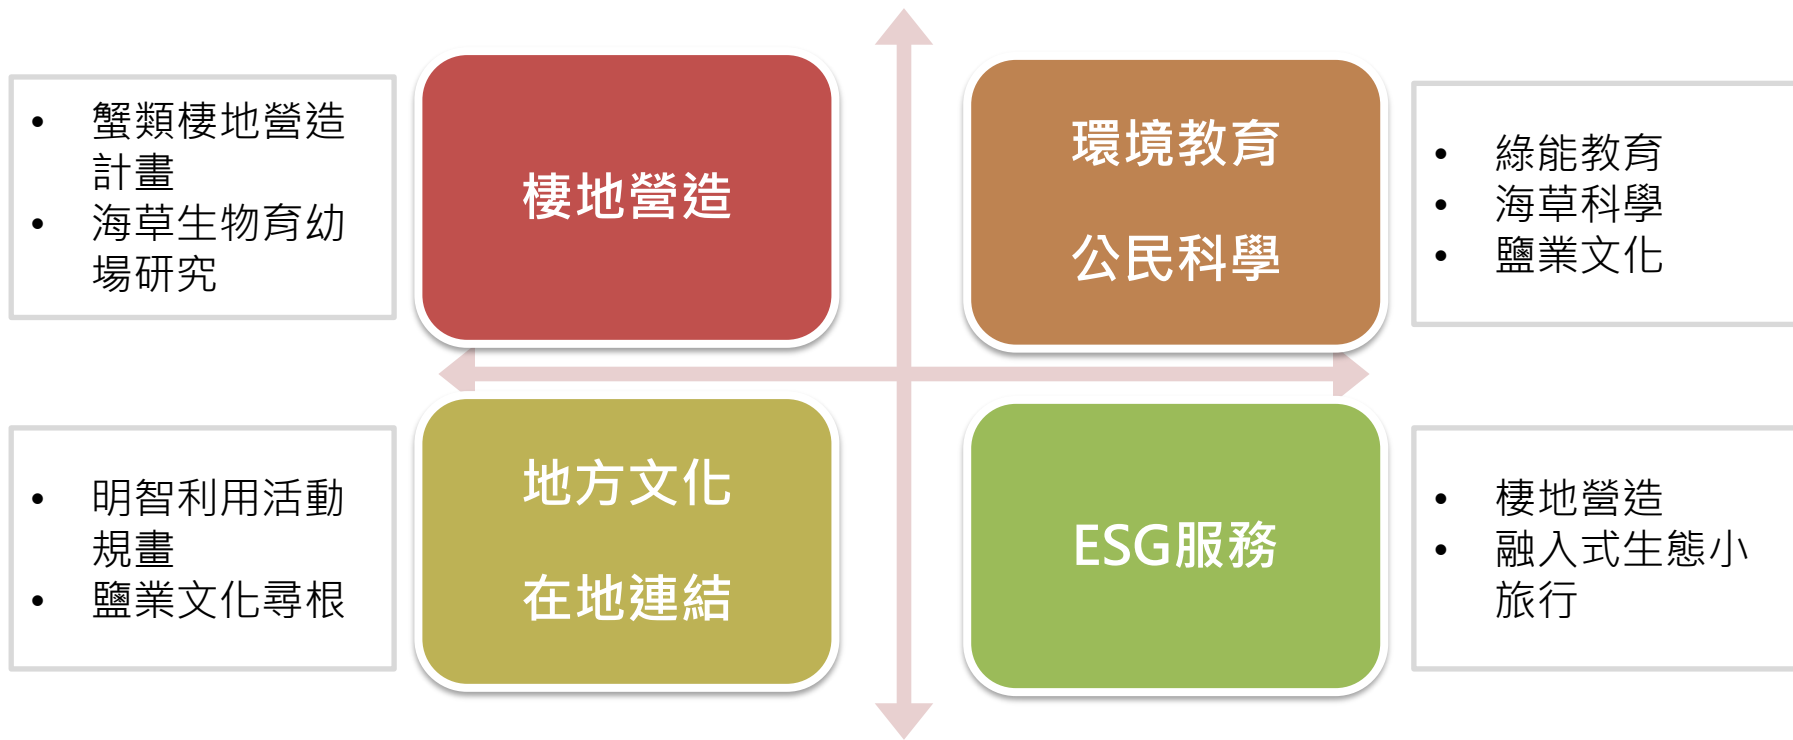 • 蟹類棲地營造
計畫
• 海草生物育幼
場研究
棲地營造
環境教育
公民科學
• 綠能教育
• 海草科學
• 鹽業文化
• 明智利用活動
規畫
• 鹽業文化尋根
地方文化
在地連結
ESG服務
• 棲地營造
• 融入式生態小
旅行